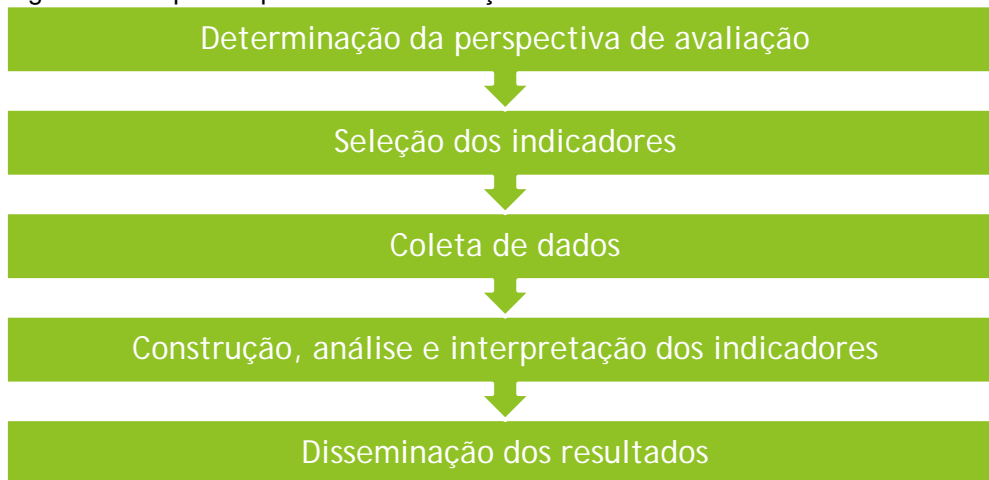 Determinação da perspectiva de avaliação
Seleção dos indicadores
Coleta de dados
Construção, análise e interpretação dos indicadores
Disseminação dos resultados